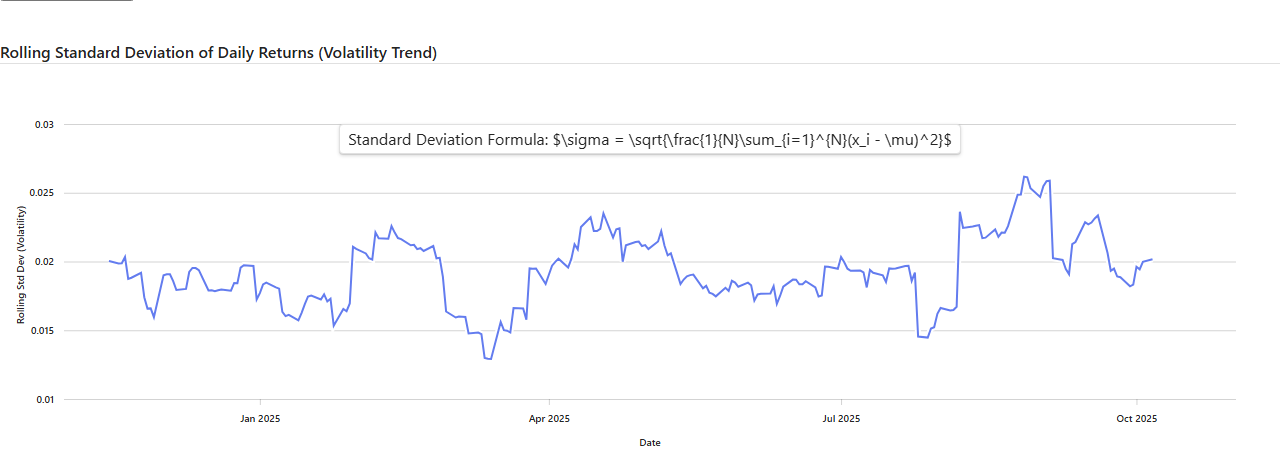 Rolling Standard Deviation of Daily Returns (Volatility Trend)
Standard Deviation Formula: $\sigma = \sqrt{\frac{1}{N}\sum_{i=1}^{N}(x_i - \mu)^2}$
Rolling Std Dev (Volatility)
0.03
0.025
0.02
0.015
0.01
Jan 2025
Apr 2025
Jul 2025
Oct 2025
Date